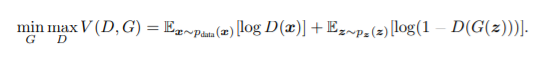 min_G max_D V(D, G) = 𝔼_{x∼p_data(x)}[log D(x)] + 𝔼_{z∼p_z(z)}[log(1 − D(G(z)))].